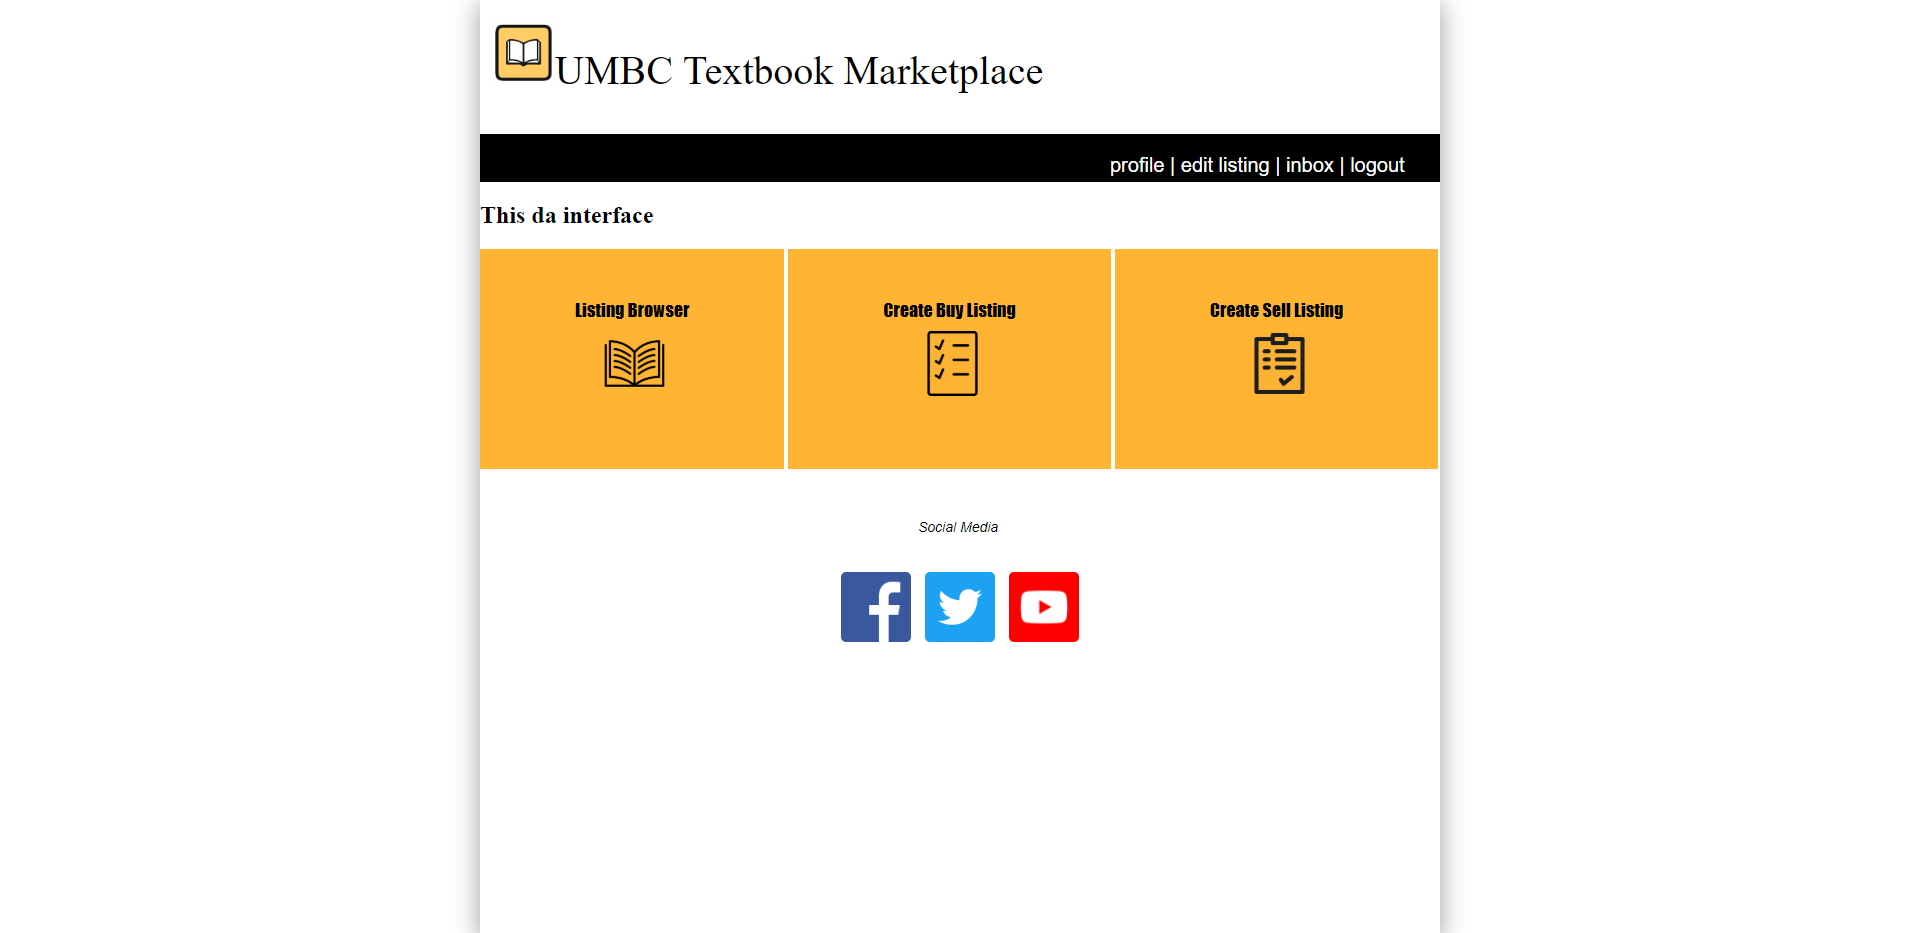 UMBC Textbook Marketplace
profile | edit listing | inbox | logout
This da interface
Listing Browser
Create Buy Listing
Create Sell Listing
Social Media